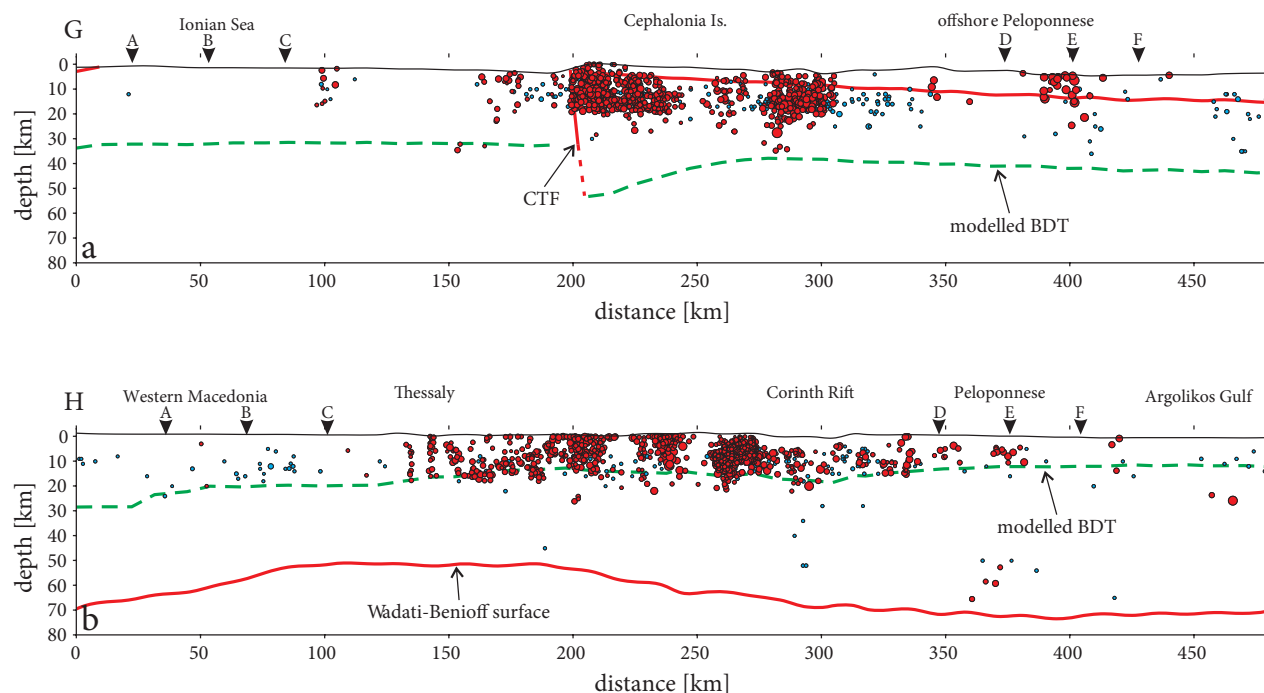 G
Ionian Sea
Cephalonia Is.
offshore Peloponnese
A B C D E F
0
10
20
30
40
50
60
70
80
depth [km]
CTF
modelled BDT
a
0 50 100 150 200 250 300 350 400 450
distance [km]
H
Western Macedonia
Thessaly
Corinth Rift
Peloponnese
Argolikos Gulf
A B C D E F
0
10
20
30
40
50
60
70
80
depth [km]
modelled BDT
Wadati-Benioff surface
b
0 50 100 150 200 250 300 350 400 450
distance [km]